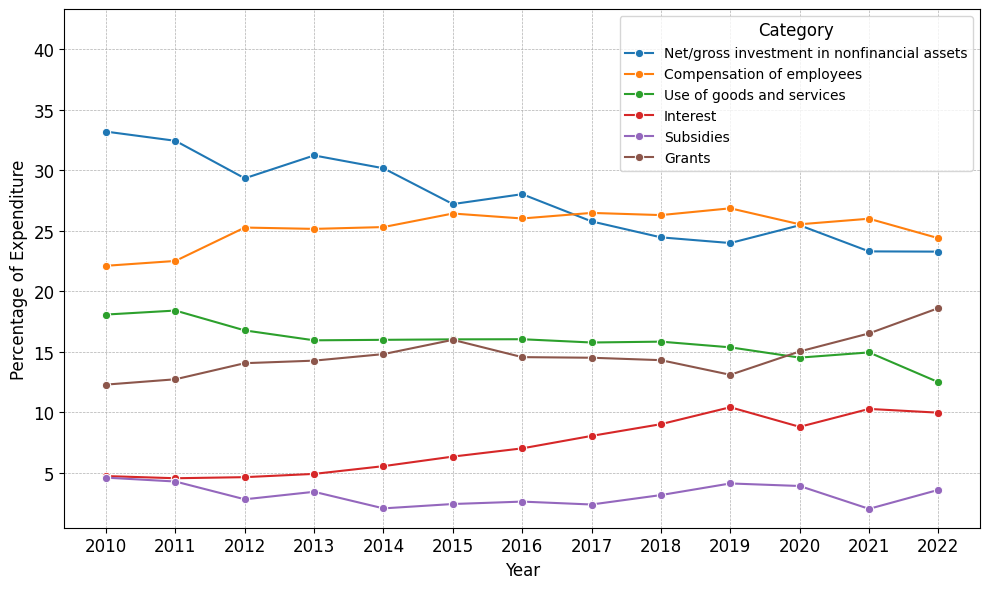 Category
Net/gross investment in nonfinancial assets
Compensation of employees
Use of goods and services
Interest
Subsidies
Grants
Percentage of Expenditure
40
35
30
25
20
15
10
5
2010 2011 2012 2013 2014 2015 2016 2017 2018 2019 2020 2021 2022
Year